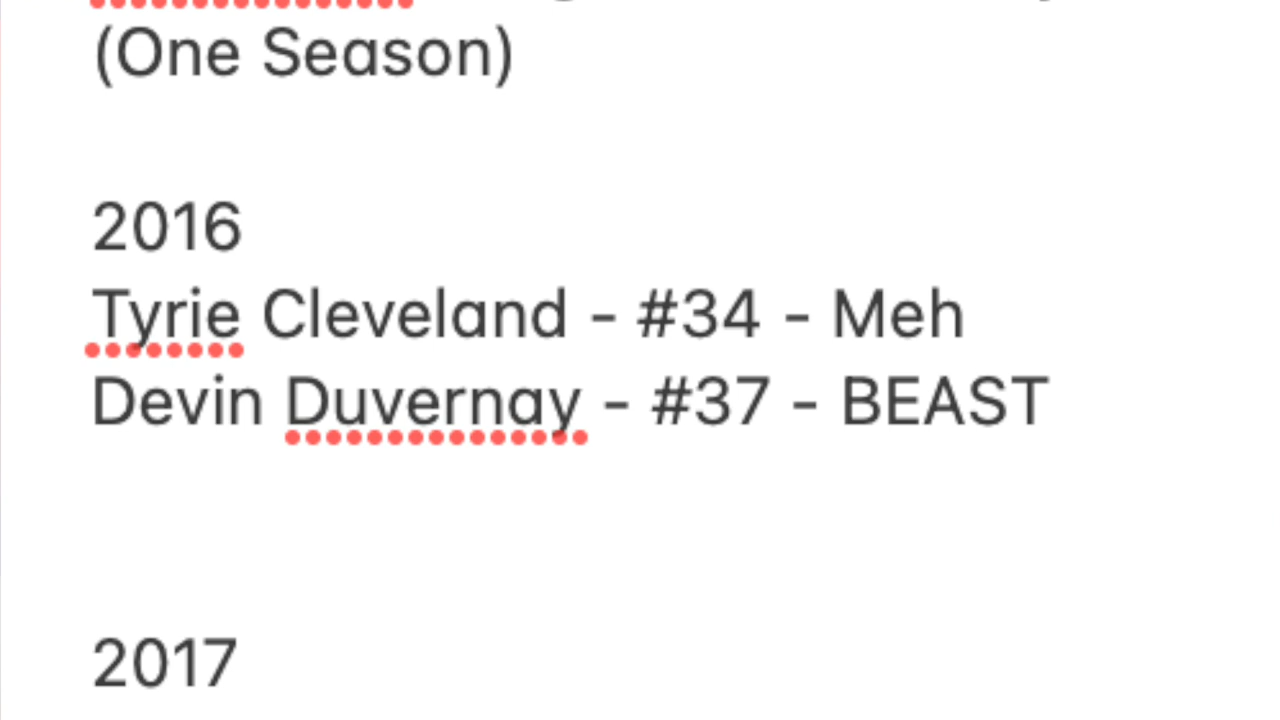 (One Season)
2016
Tyrie Cleveland - #34 - Meh
Devin Duvernay - #37 - BEAST
2017